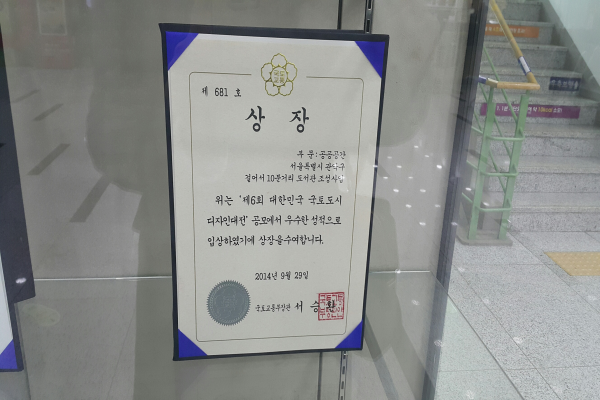 국토
교통
제 681 호
상 장
부 문 : 공공공간
서울특별시 관악구
걸어서 10분거리 도서관 조성사업
위는 '제6회 대한민국 국토도시
디자인대전' 공모에서 우수한 성적으로
입상하였기에 상장을수여합니다.
2014년 9월 29일
국토교통부장관 서 승 환